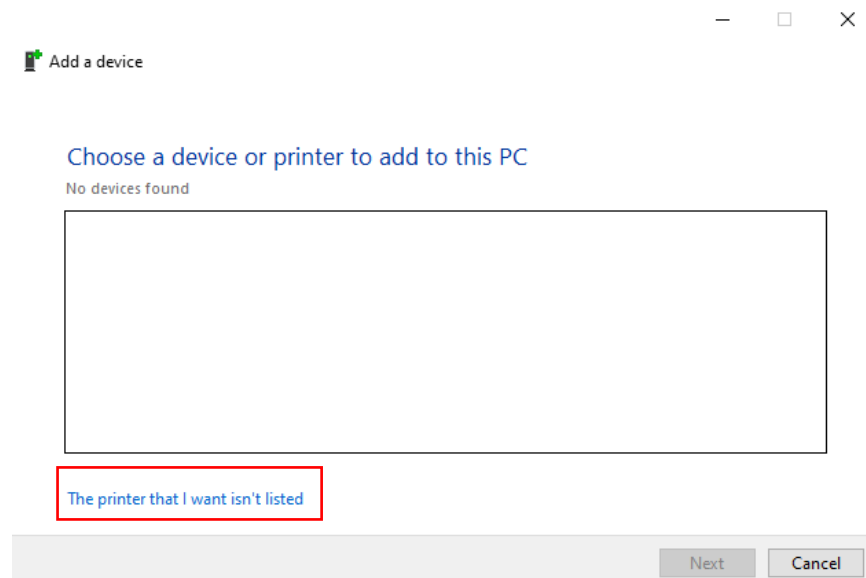 Add a device
Choose a device or printer to add to this PC
No devices found
The printer that I want isn't listed
Next Cancel